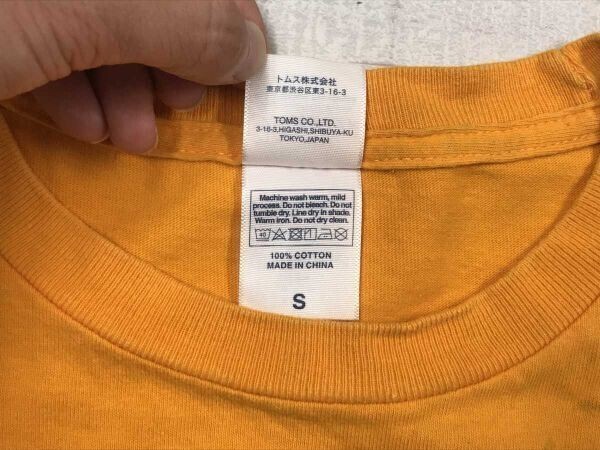 トムス株式会社
東京都渋谷区東3-16-3
TOMS CO.,LTD.
3-16-3,HIGASHI,SHIBUYA-KU
TOKYO,JAPAN
Machine wash warm, mild
process. Do not bleach. Do not
tumble dry. Line dry in shade.
Warm iron. Do not dry clean.
40
100% COTTON
MADE IN CHINA
S